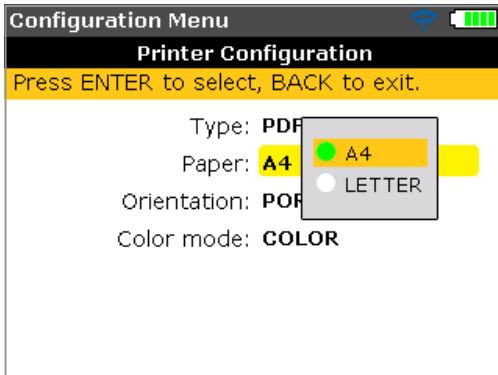 Configuration Menu
Printer Configuration
Press ENTER to select, BACK to exit.
Type: PDF
Paper: A4
A4
LETTER
Orientation: POR
Color mode: COLOR